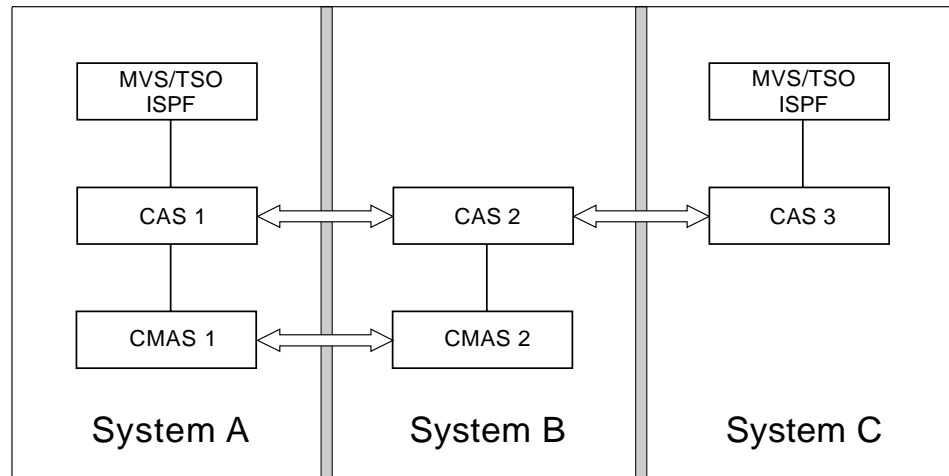 MVS/TSO
ISPF
MVS/TSO
ISPF
CAS 1
CAS 2
CAS 3
CMAS 1
CMAS 2
System A
System B
System C